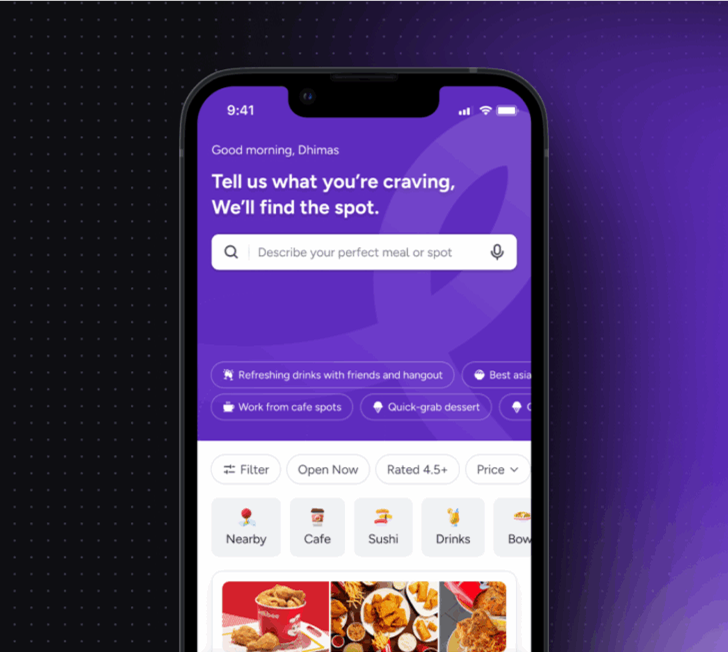 9:41
Good morning, Dhimas
Tell us what you’re craving,
We’ll find the spot.
Describe your perfect meal or spot
Refreshing drinks with friends and hangout
Best asia
Work from cafe spots
Quick-grab dessert
Filter
Open Now
Rated 4.5+
Price
Nearby
Cafe
Sushi
Drinks
Bow